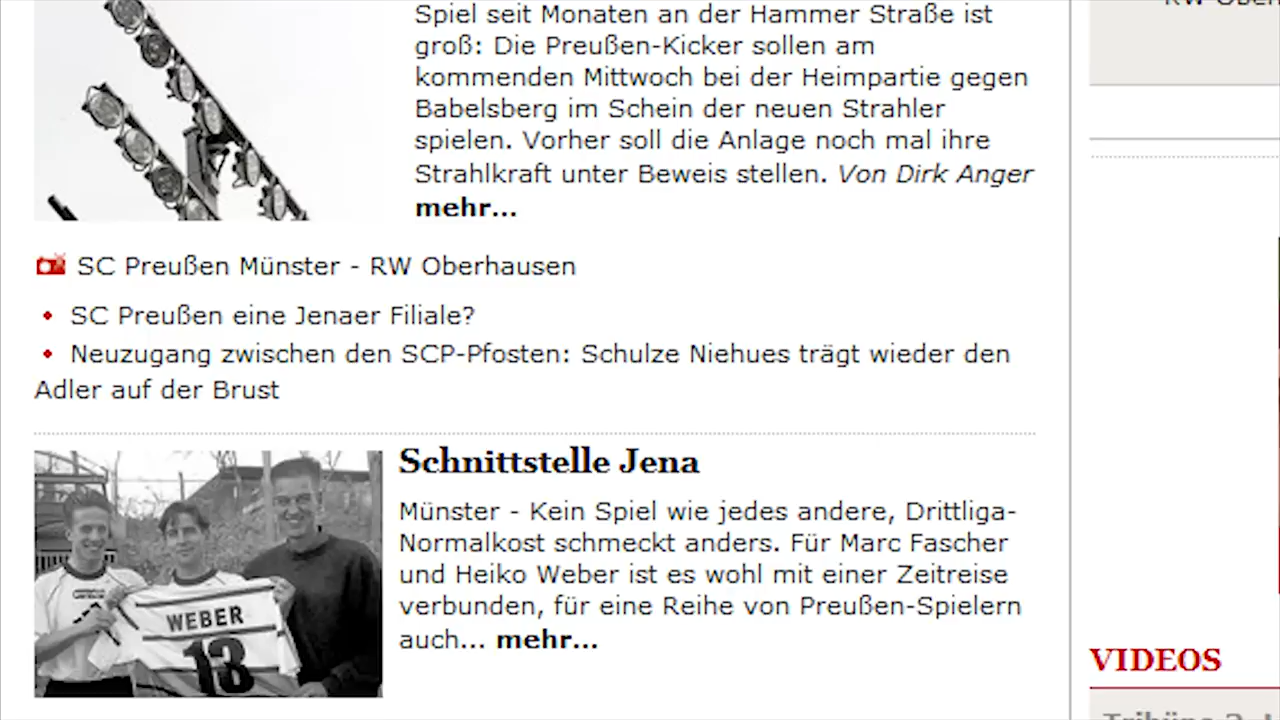 Spiel seit Monaten an der Hammer Straße ist
groß: Die Preußen-Kicker sollen am
kommenden Mittwoch bei der Heimpartie gegen
Babelsberg im Schein der neuen Strahler
spielen. Vorher soll die Anlage noch mal ihre
Strahlkraft unter Beweis stellen. Von Dirk Anger
mehr...
SC Preußen Münster - RW Oberhausen
• SC Preußen eine Jenaer Filiale?
• Neuzugang zwischen den SCP-Pfosten: Schulze Niehues trägt wieder den
Adler auf der Brust
WEBER
13
Schnittstelle Jena
Münster - Kein Spiel wie jedes andere, Drittliga-
Normalkost schmeckt anders. Für Marc Fascher
und Heiko Weber ist es wohl mit einer Zeitreise
verbunden, für eine Reihe von Preußen-Spielern
auch... mehr...
VIDEOS